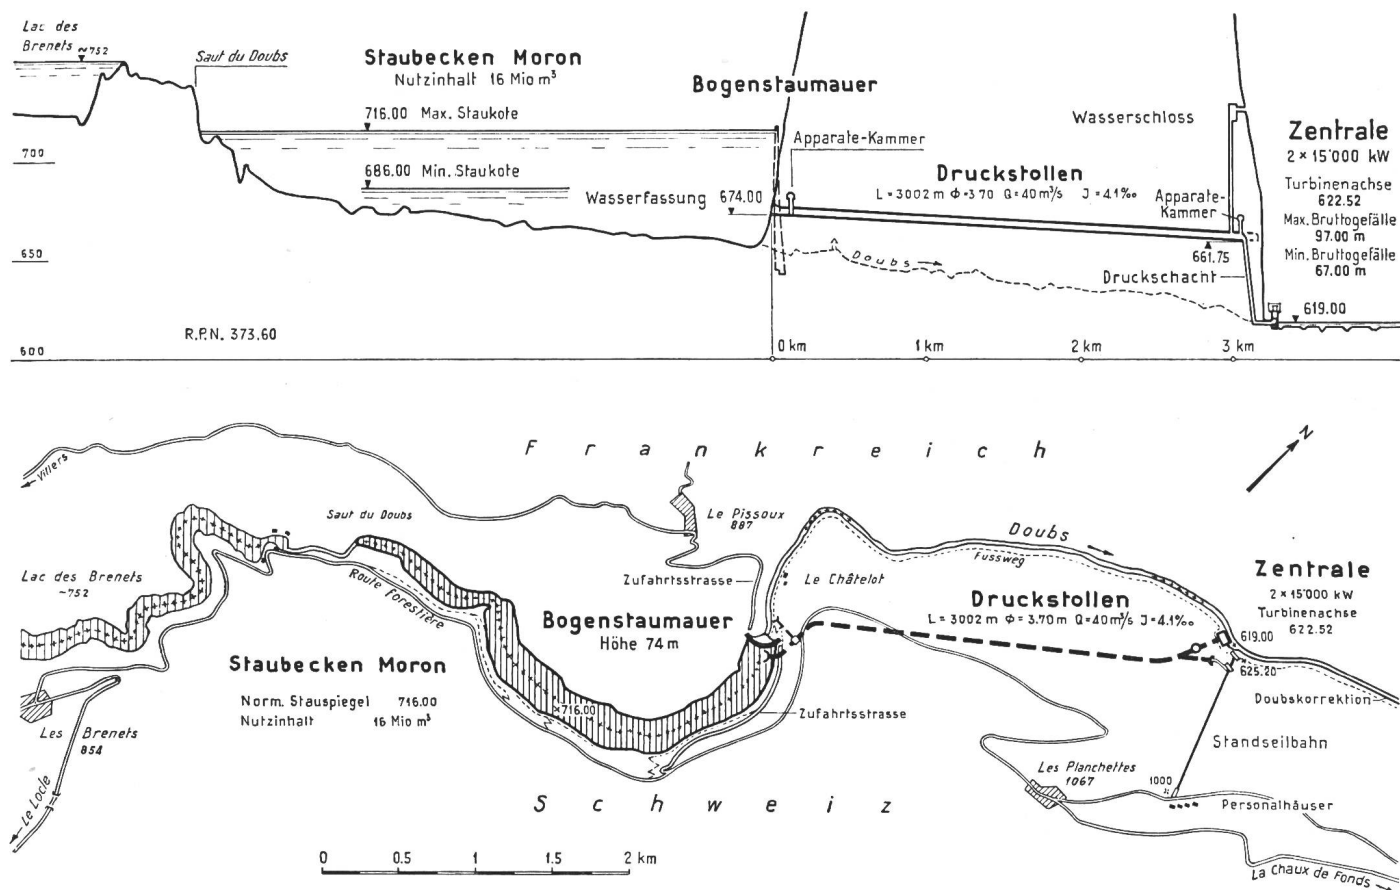 Lac des
Brenets ~752
Saut du Doubs
Staubecken Moron
Nutzinhalt 16 Mio m³
716.00 Max. Staukote
686.00 Min. Staukote
Bogenstaumauer
Apparate-Kammer
Wasserfassung 674.00
Druckstollen
L = 3002 m Φ = 3.70 Q = 40 m³/s J = 4.1‰
Wasserschloss
Apparate-
Kammer
661.75
Druckschacht
Zentrale
2 × 15'000 kW
Turbinenachse
622.52
Max. Bruttogefälle
97.00 m
Min. Bruttogefälle
67.00 m
619.00
Doubs
700
650
600
R.P.N. 373.60
0 km
1 km
2 km
3 km
Frankreich
N
Villers
Saut du Doubs
Le Pissoux
887
Doubs
Fussweg
Zufahrtsstrasse
Le Châtelot
Lac des Brenets
~752
Route Forestière
Bogenstaumauer
Höhe 74 m
Druckstollen
L = 3002 m Φ = 3.70 m Q = 40 m³/s J = 4.1‰
Zentrale
2 × 15'000 kW
Turbinenachse
622.52
619.00
625.20
Staubecken Moron
Norm. Stauspiegel 716.00
Nutzinhalt 16 Mio m³
716.00
Zufahrtsstrasse
Doubskorrektion
Standseilbahn
Les Brenets
854
Le Locle
Les Planchettes
1067
1000
Personalhäuser
Schweiz
La Chaux de Fonds
0 0.5 1 2 km